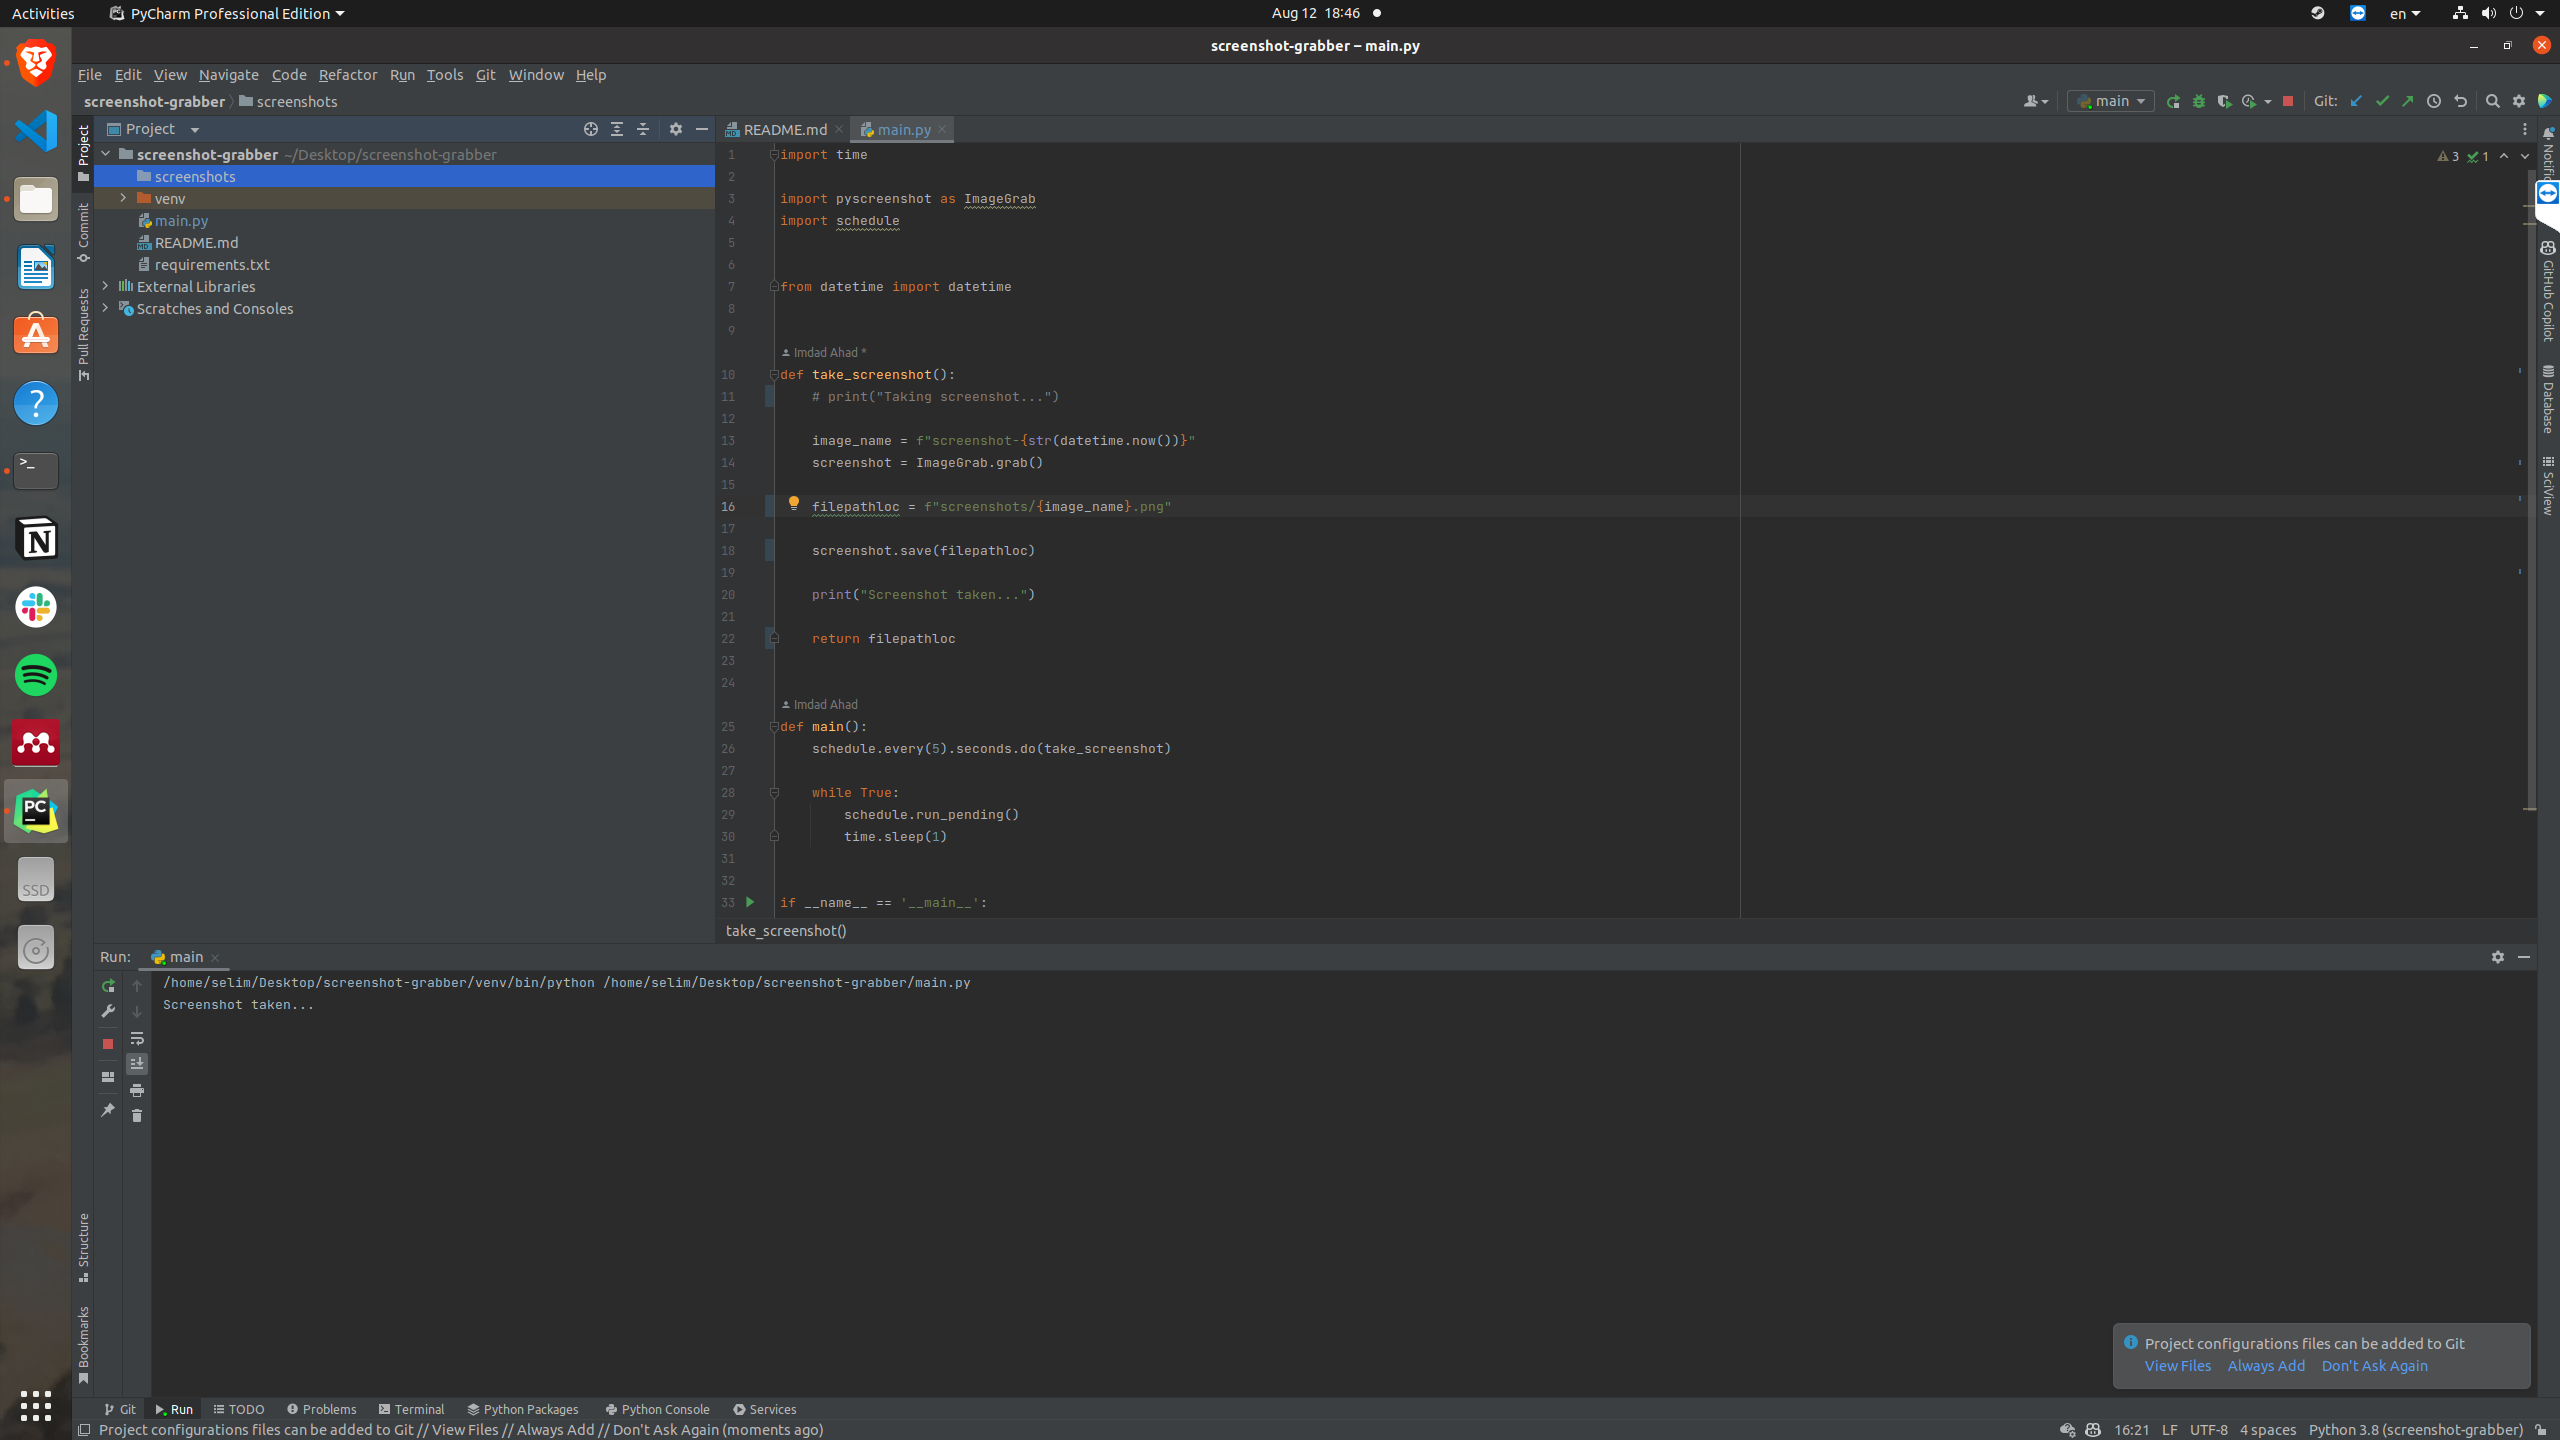 Activities PyCharm Professional Edition Aug 12 18:46 en
screenshot-grabber – main.py
File Edit View Navigate Code Refactor Run Tools Git Window Help
screenshot-grabber screenshots main Git:
Project README.md main.py
screenshot-grabber ~/Desktop/screenshot-grabber
screenshots
venv
main.py
README.md
requirements.txt
External Libraries
Scratches and Consoles
Project
Commit
Pull Requests
Structure
Bookmarks
3 1
1 import time
2
3 import pyscreenshot as ImageGrab
4 import schedule
5
6
7 from datetime import datetime
8
9
Imdad Ahad *
10 def take_screenshot():
11 # print("Taking screenshot...")
12
13 image_name = f"screenshot-{str(datetime.now())}"
14 screenshot = ImageGrab.grab()
15
16 filepathloc = f"screenshots/{image_name}.png"
17
18 screenshot.save(filepathloc)
19
20 print("Screenshot taken...")
21
22 return filepathloc
23
24
Imdad Ahad
25 def main():
26 schedule.every(5).seconds.do(take_screenshot)
27
28 while True:
29 schedule.run_pending()
30 time.sleep(1)
31
32
33 if __name__ == '__main__':
take_screenshot()
GitHub Copilot
Database
SciView
SSD
Run: main
/home/selim/Desktop/screenshot-grabber/venv/bin/python /home/selim/Desktop/screenshot-grabber/main.py
Screenshot taken...
Project configurations files can be added to Git
View Files Always Add Don't Ask Again
Git Run TODO Problems Terminal Python Packages Python Console Services
Project configurations files can be added to Git // View Files // Always Add // Don't Ask Again (moments ago) 16:21 LF UTF-8 4 spaces Python 3.8 (screenshot-grabber)